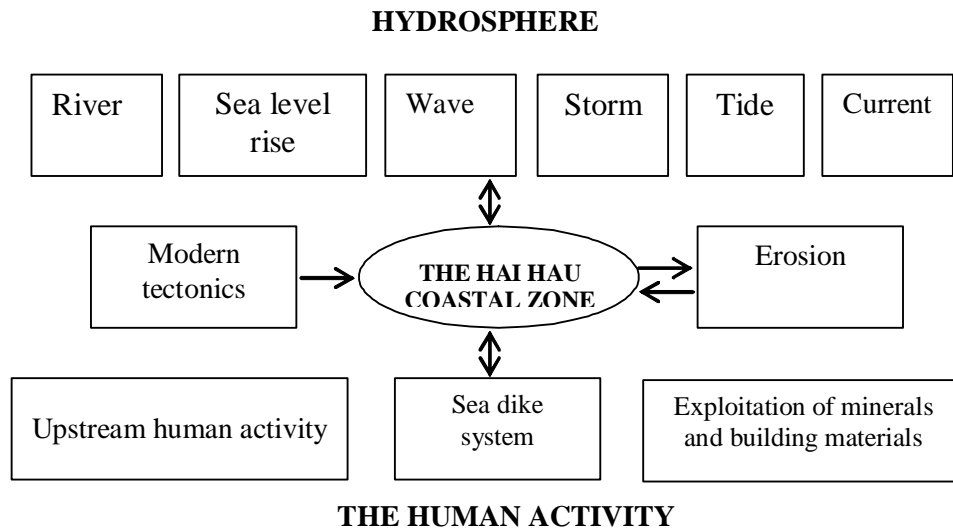 HYDROSPHERE
River
Sea level
rise
Wave
Storm
Tide
Current
Modern
tectonics
THE HAI HAU
COASTAL ZONE
Erosion
Upstream human activity
Sea dike
system
Exploitation of minerals
and building materials
THE HUMAN ACTIVITY